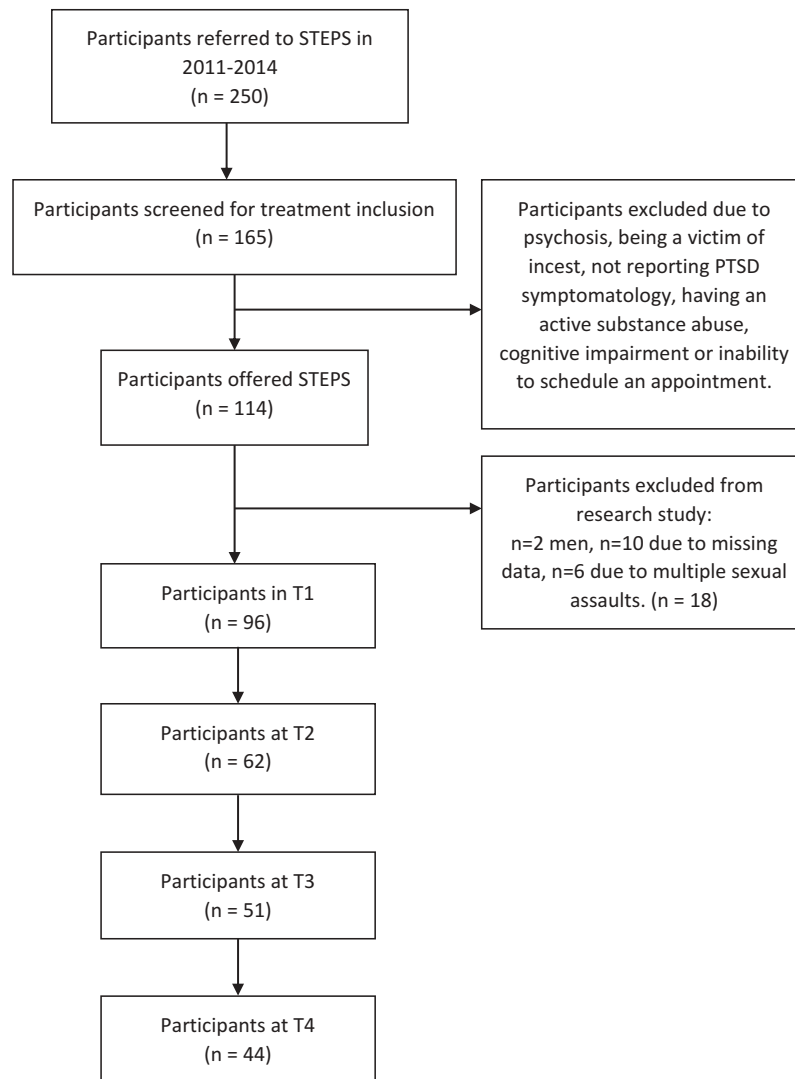 Participants referred to STEPS in
2011-2014
(n = 250)
Participants screened for treatment inclusion
(n = 165)
Participants excluded due to
psychosis, being a victim of
incest, not reporting PTSD
symptomatology, having an
active substance abuse,
cognitive impairment or inability
to schedule an appointment.
Participants offered STEPS
(n = 114)
Participants excluded from
research study:
n=2 men, n=10 due to missing
data, n=6 due to multiple sexual
assaults. (n = 18)
Participants in T1
(n = 96)
Participants at T2
(n = 62)
Participants at T3
(n = 51)
Participants at T4
(n = 44)